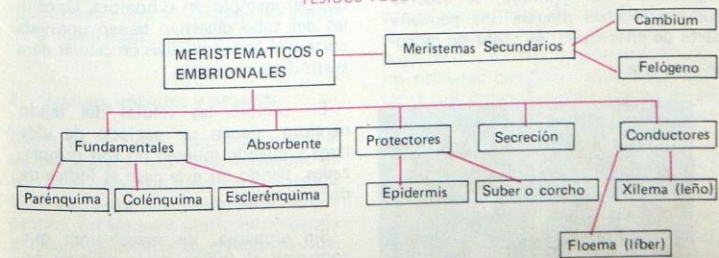 Cambium
MERISTEMATICOS o
EMBRIONALES
Meristemas Secundarios
Felógeno
Fundamentales
Absorbente
Protectores
Secreción
Conductores
Parénquima
Colénquima
Esclerénquima
Epidermis
Suber o corcho
Xilema (leño)
Floema (líber)